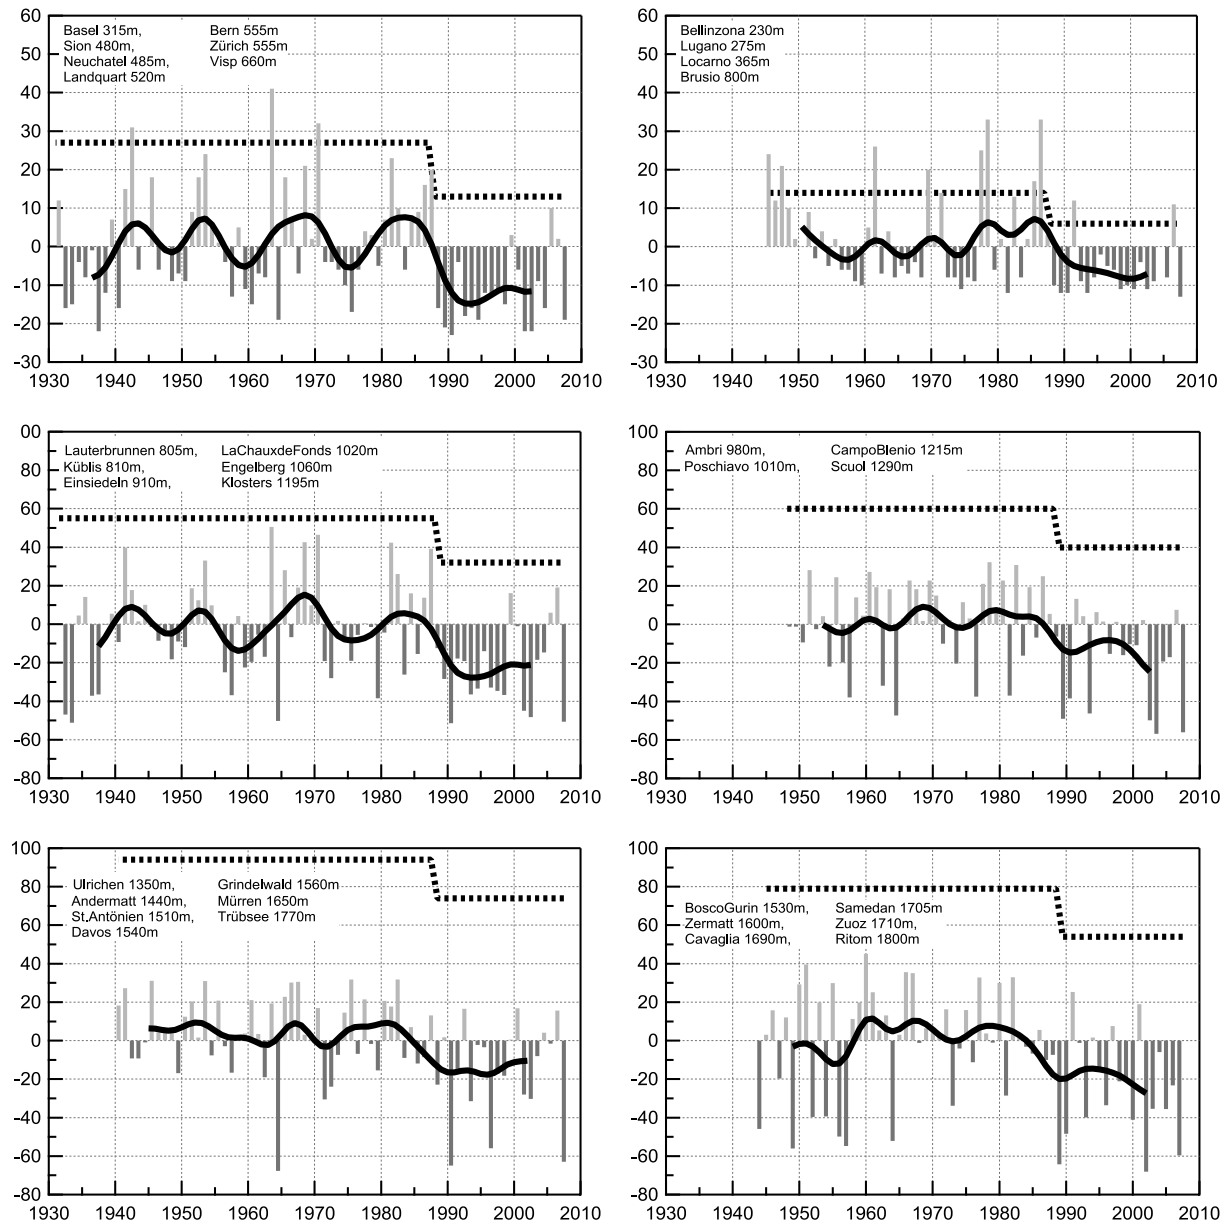 60
50
40
30
20
10
0
-10
-20
-30
Basel 315m, Bern 555m
Sion 480m, Zürich 555m
Neuchatel 485m, Visp 660m
Landquart 520m
1930 1940 1950 1960 1970 1980 1990 2000 2010
60
50
40
30
20
10
0
-10
-20
-30
Bellinzona 230m
Lugano 275m
Locarno 365m
Brusio 800m
1930 1940 1950 1960 1970 1980 1990 2000 2010
00
80
60
40
20
0
-20
-40
-60
-80
Lauterbrunnen 805m, LaChauxdeFonds 1020m
Küblis 810m, Engelberg 1060m
Einsiedeln 910m, Klosters 1195m
1930 1940 1950 1960 1970 1980 1990 2000 2010
100
80
60
40
20
0
-20
-40
-60
-80
Ambri 980m, CampoBlenio 1215m
Poschiavo 1010m, Scuol 1290m
1930 1940 1950 1960 1970 1980 1990 2000 2010
100
80
60
40
20
0
-20
-40
-60
-80
Ulrichen 1350m, Grindelwald 1560m
Andermatt 1440m, Mürren 1650m
St.Antönien 1510m, Trübsee 1770m
Davos 1540m
1930 1940 1950 1960 1970 1980 1990 2000 2010
100
80
60
40
20
0
-20
-40
-60
-80
BoscoGurin 1530m, Samedan 1705m
Zermatt 1600m, Zuoz 1710m,
Cavaglia 1690m, Ritom 1800m
1930 1940 1950 1960 1970 1980 1990 2000 2010